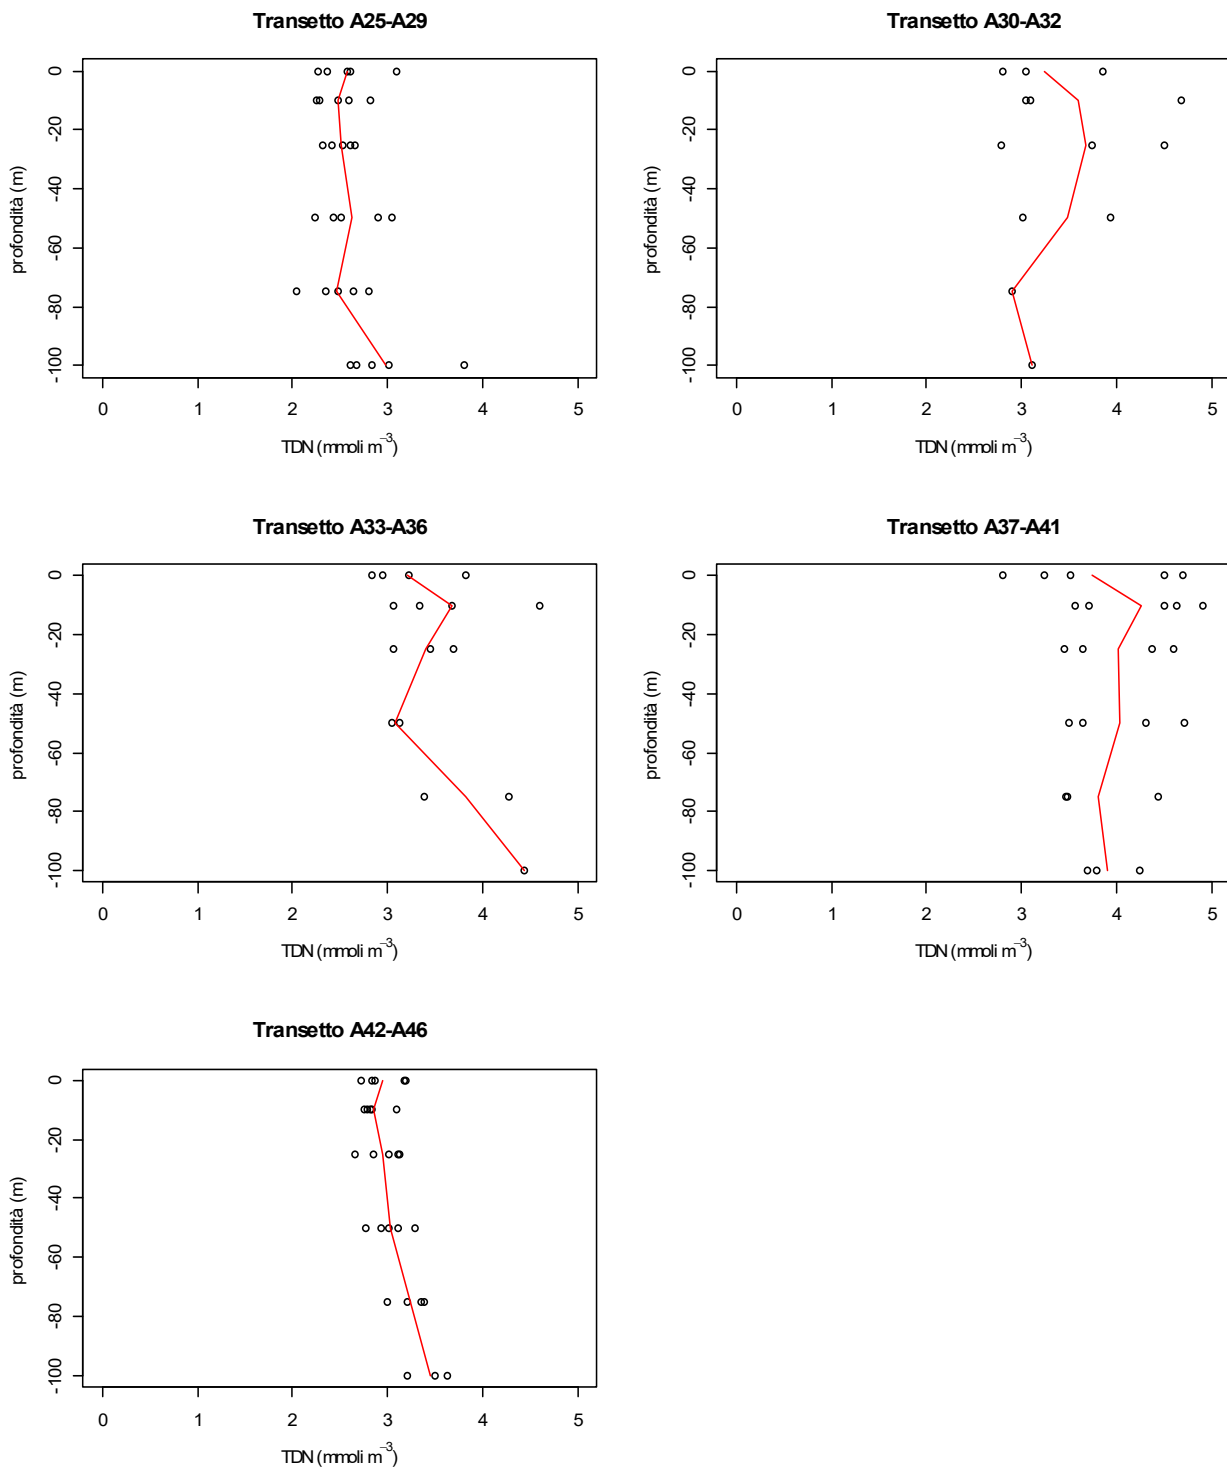 Transetto A25-A29
0
-20
-40
-60
-80
-100
profondità (m)
0 1 2 3 4 5
TDN (mmoli m⁻³)
Transetto A30-A32
0
-20
-40
-60
-80
-100
profondità (m)
0 1 2 3 4 5
TDN (mmoli m⁻³)
Transetto A33-A36
0
-20
-40
-60
-80
-100
profondità (m)
0 1 2 3 4 5
TDN (mmoli m⁻³)
Transetto A37-A41
0
-20
-40
-60
-80
-100
profondità (m)
0 1 2 3 4 5
TDN (mmoli m⁻³)
Transetto A42-A46
0
-20
-40
-60
-80
-100
profondità (m)
0 1 2 3 4 5
TDN (mmoli m⁻³)